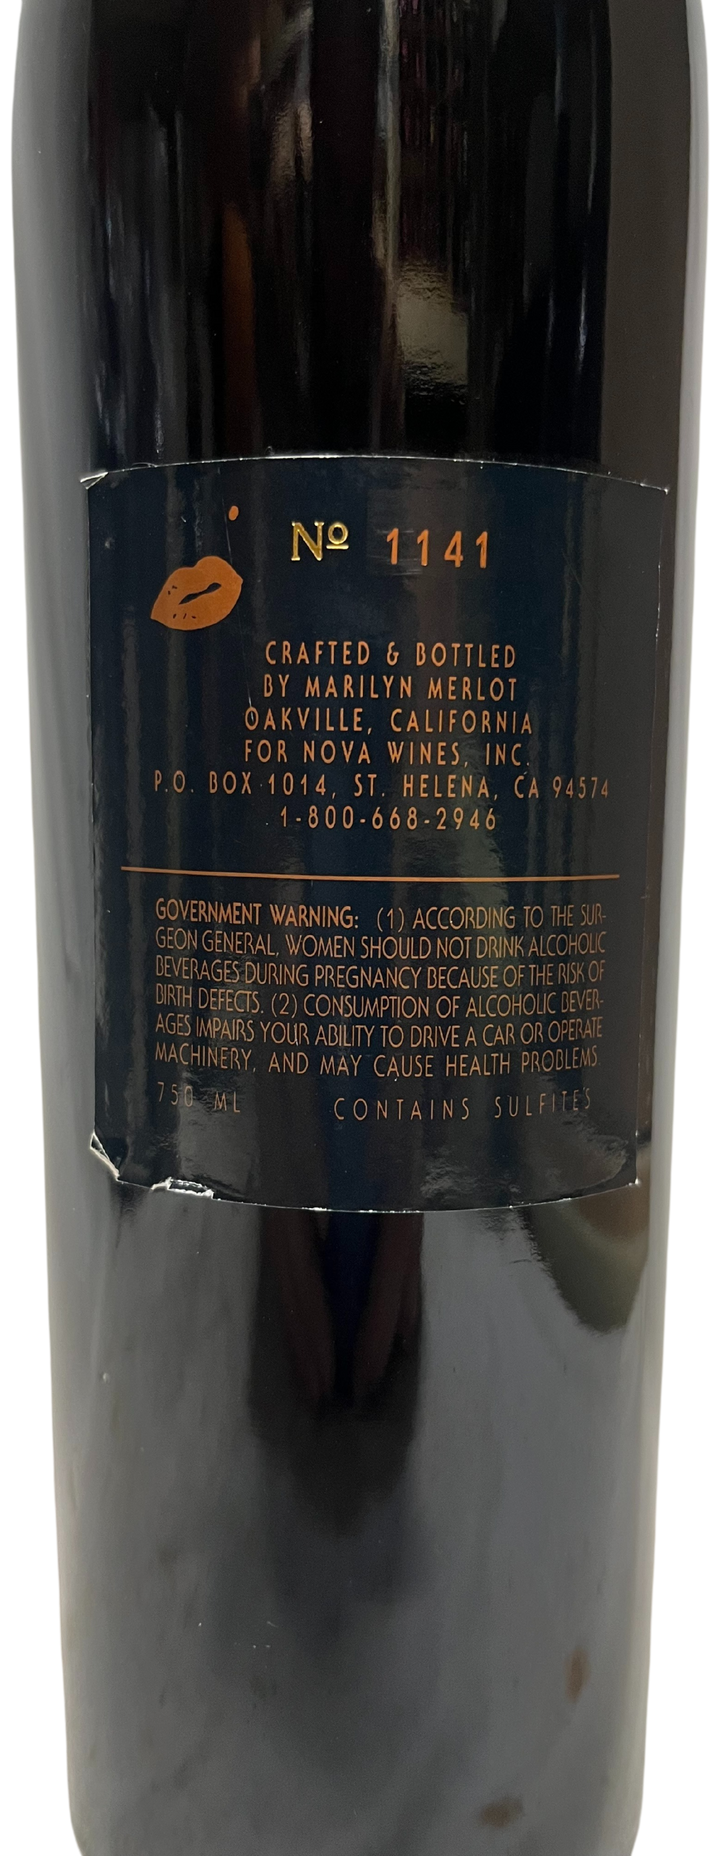 Nº 1141
CRAFTED & BOTTLED
BY MARILYN MERLOT
OAKVILLE, CALIFORNIA
FOR NOVA WINES, INC.
P.O. BOX 1014, ST. HELENA, CA 94574
1-800-668-2946
GOVERNMENT WARNING: (1) ACCORDING TO THE SUR-
GEON GENERAL, WOMEN SHOULD NOT DRINK ALCOHOLIC
BEVERAGES DURING PREGNANCY BECAUSE OF THE RISK OF
BIRTH DEFECTS. (2) CONSUMPTION OF ALCOHOLIC BEVER-
AGES IMPAIRS YOUR ABILITY TO DRIVE A CAR OR OPERATE
MACHINERY, AND MAY CAUSE HEALTH PROBLEMS.
750 ML CONTAINS SULFITES